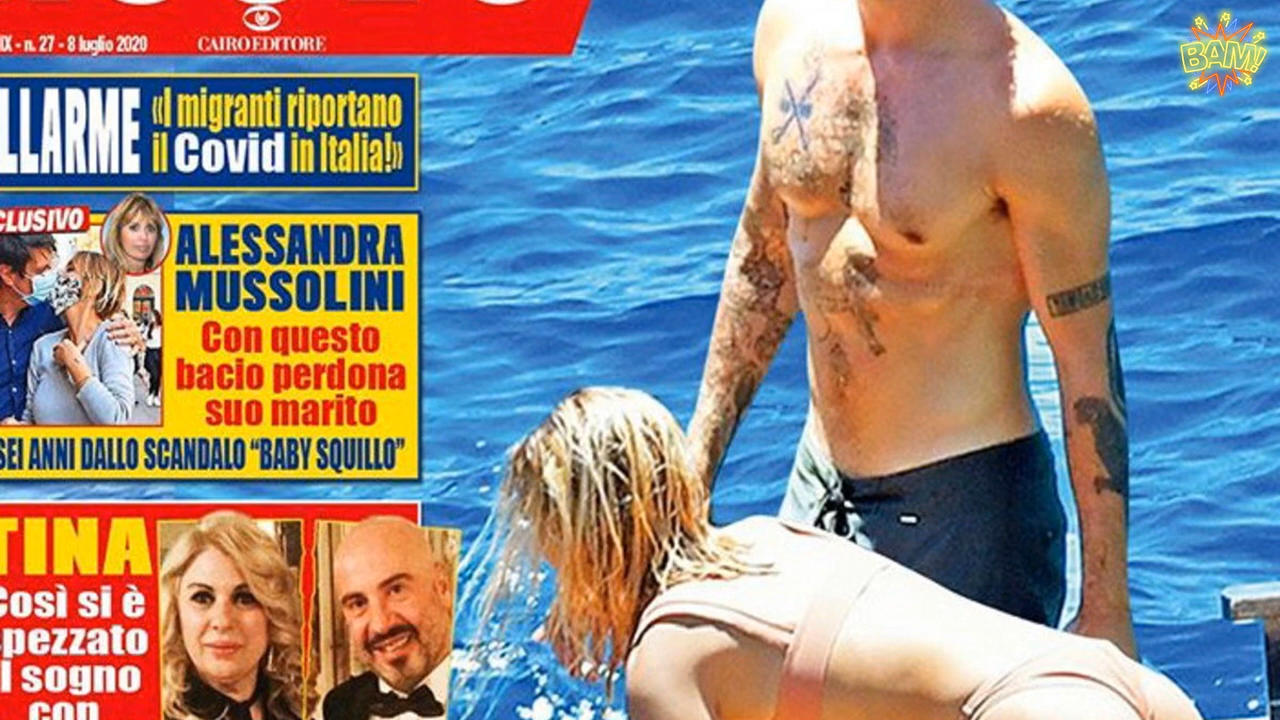 IX - n. 27 - 8 luglio 2020
CAIRO EDITORE
BAM!
LLARME
«I migranti riportano
il Covid in Italia!»
CLUSIVO
ALESSANDRA
MUSSOLINI
Con questo
bacio perdona
suo marito
SEI ANNI DALLO SCANDALO “BABY SQUILLO”
TINA
Così si è
pezzato
l sogno
con